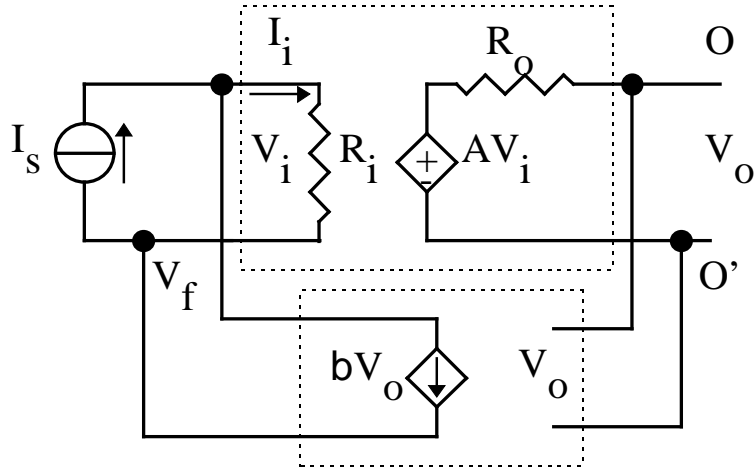 I_i
R_o
O
I_s
V_i
R_i
+
-
AV_i
V_o
V_f
O’
bV_o
V_o